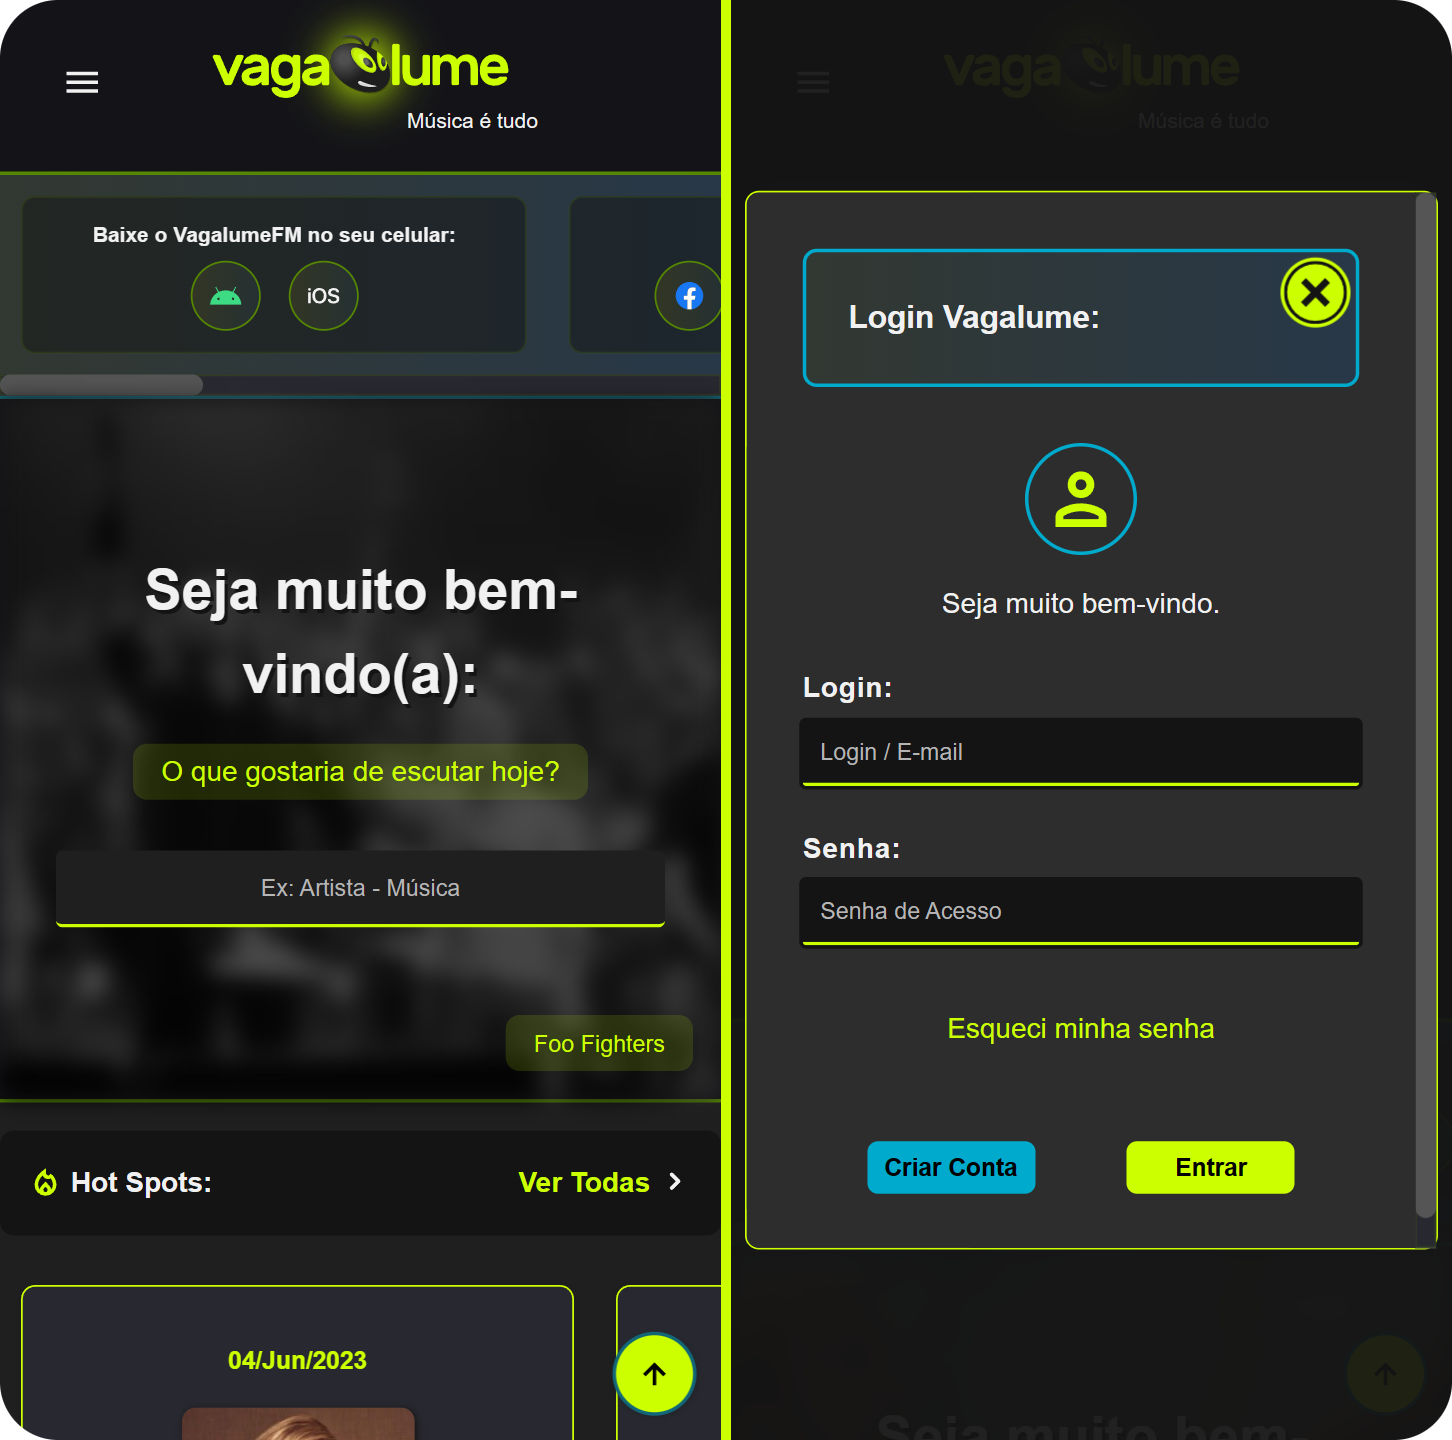 vagalume
Música é tudo
Baixe o VagalumeFM no seu celular:
iOS
Seja muito bem-
vindo(a):
O que gostaria de escutar hoje?
Ex: Artista - Música
Foo Fighters
Hot Spots:
Ver Todas
04/Jun/2023
vagalume
Música é tudo
Login Vagalume:
Seja muito bem-vindo.
Login:
Login / E-mail
Senha:
Senha de Acesso
Esqueci minha senha
Criar Conta
Entrar
Seja muito bem-